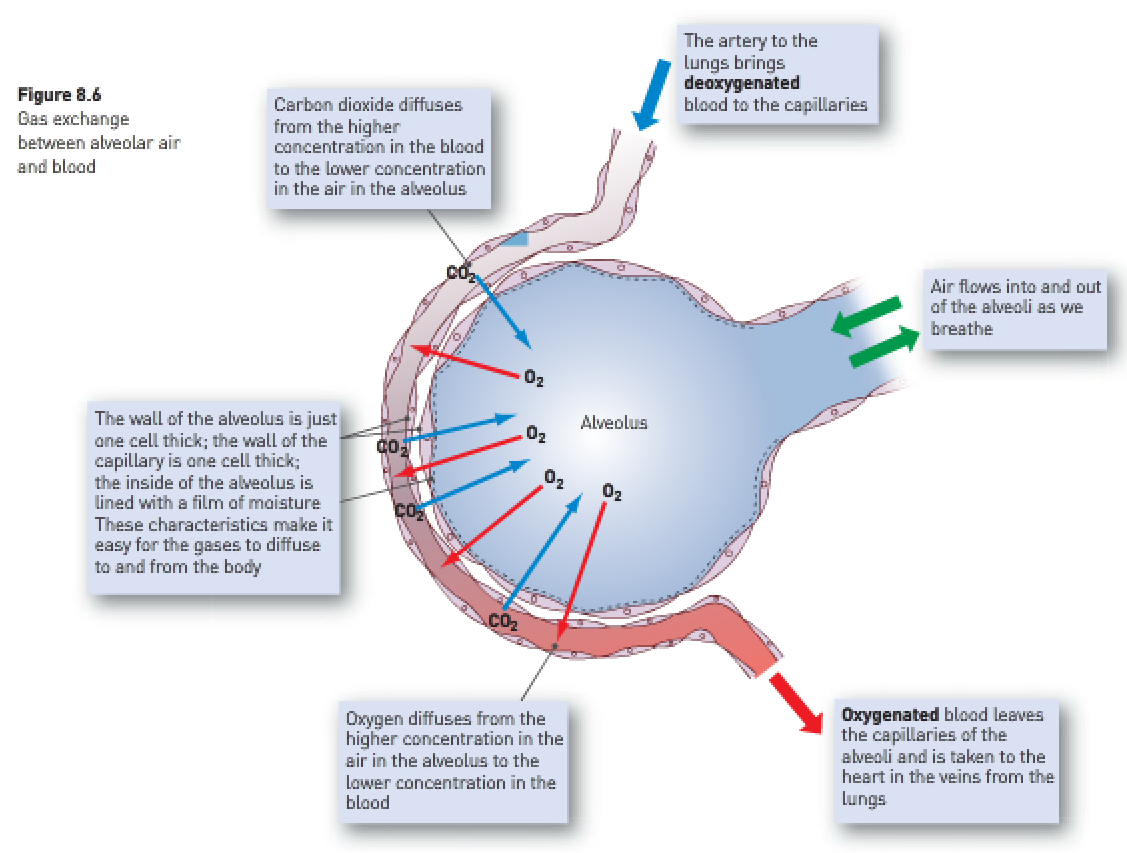 Figure 8.6
Gas exchange
between alveolar air
and blood
Carbon dioxide diffuses
from the higher
concentration in the blood
to the lower concentration
in the air in the alveolus
The artery to the
lungs brings
deoxygenated
blood to the capillaries
Air flows into and out
of the alveoli as we
breathe
CO2
O2
Alveolus
The wall of the alveolus is just
one cell thick; the wall of the
capillary is one cell thick;
the inside of the alveolus is
lined with a film of moisture
These characteristics make it
easy for the gases to diffuse
to and from the body
CO2
O2
O2
O2
CO2
CO2
Oxygen diffuses from the
higher concentration in the
air in the alveolus to the
lower concentration in the
blood
Oxygenated blood leaves
the capillaries of the
alveoli and is taken to the
heart in the veins from the
lungs